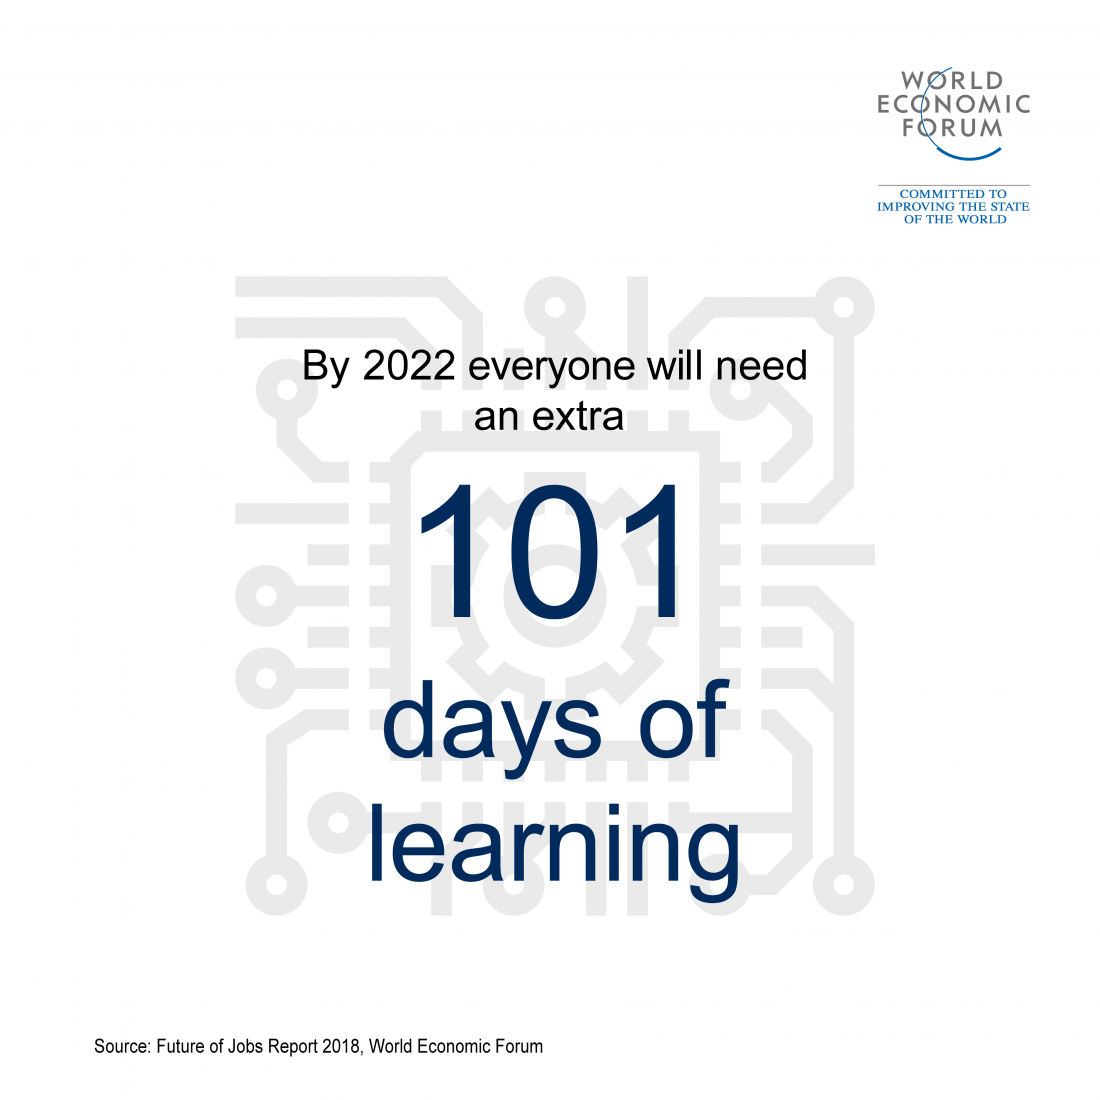 WORLD
ECONOMIC
FORUM
COMMITTED TO
IMPROVING THE STATE
OF THE WORLD
By 2022 everyone will need
an extra
101
days of
learning
Source: Future of Jobs Report 2018, World Economic Forum